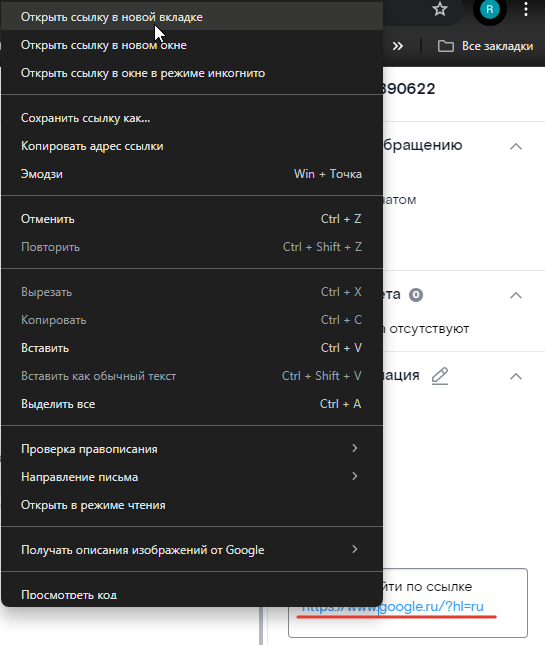 Открыть ссылку в новой вкладке
R
Открыть ссылку в новом окне
»
Все закладки
Открыть ссылку в окне в режиме инкогнито
390622
Сохранить ссылку как...
Копировать адрес ссылки
бращению
Эмодзи Win + Точка
атом
Отменить Ctrl + Z
Повторить Ctrl + Shift + Z
Вырезать Ctrl + X
ета 0
Копировать Ctrl + C
а отсутствуют
Вставить Ctrl + V
Вставить как обычный текст Ctrl + Shift + V
ация
Выделить все Ctrl + A
Проверка правописания
Направление письма
Открыть в режиме чтения
Получать описания изображений от Google
йти по ссылке
Просмотреть код
https://www.google.ru/?hl=ru